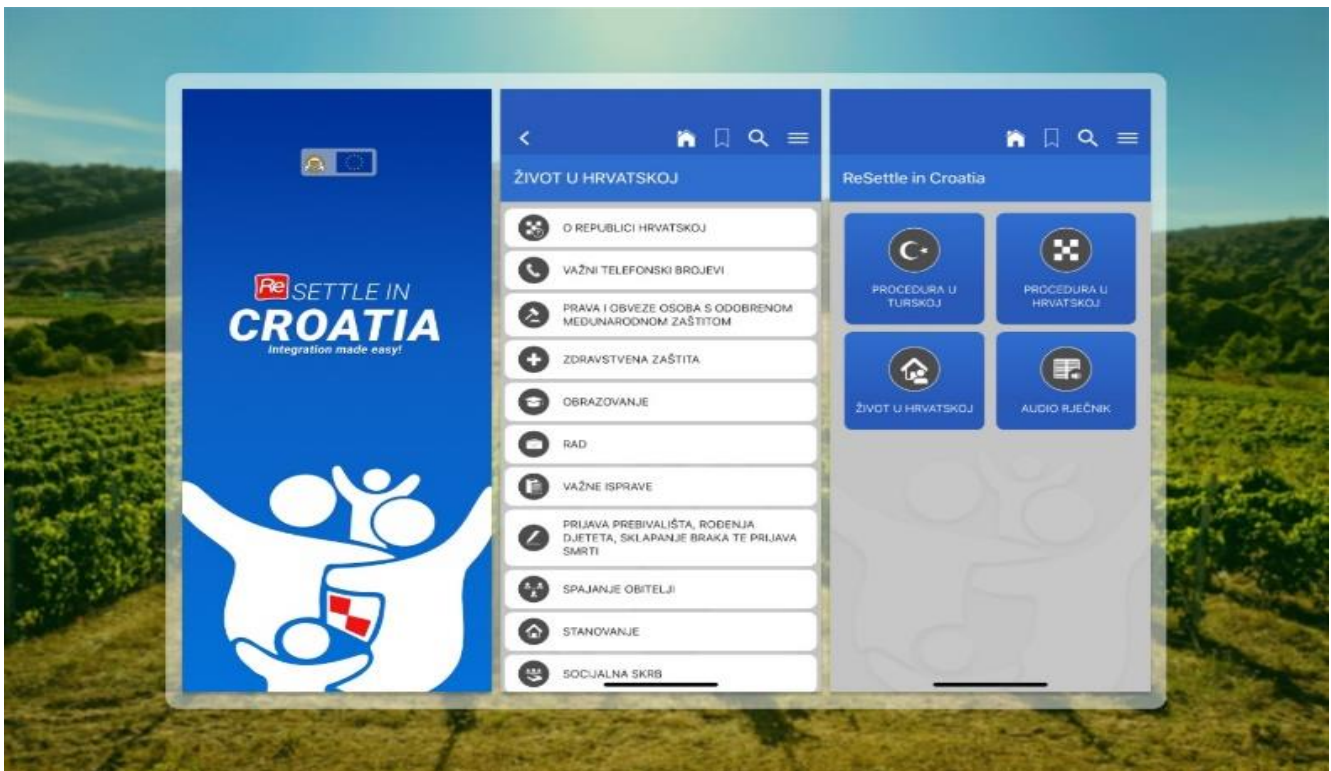 Re SETTLE IN
CROATIA
Integration made easy!
ŽIVOT U HRVATSKOJ
O REPUBLICI HRVATSKOJ
VAŽNI TELEFONSKI BROJEVI
PRAVA I OBVEZE OSOBA S ODOBRENOM
MEĐUNARODNOM ZAŠTITOM
ZDRAVSTVENA ZAŠTITA
OBRAZOVANJE
RAD
VAŽNE ISPRAVE
PRIJAVA PREBIVALIŠTA, ROĐENJA
DJETETA, SKLAPANJE BRAKA TE PRIJAVA
SMRTI
SPAJANJE OBITELJI
STANOVANJE
SOCIJALNA SKRB
ReSettle in Croatia
PROCEDURA U
TURSKOJ
PROCEDURA U
HRVATSKOJ
ŽIVOT U HRVATSKOJ
AUDIO RJEČNIK